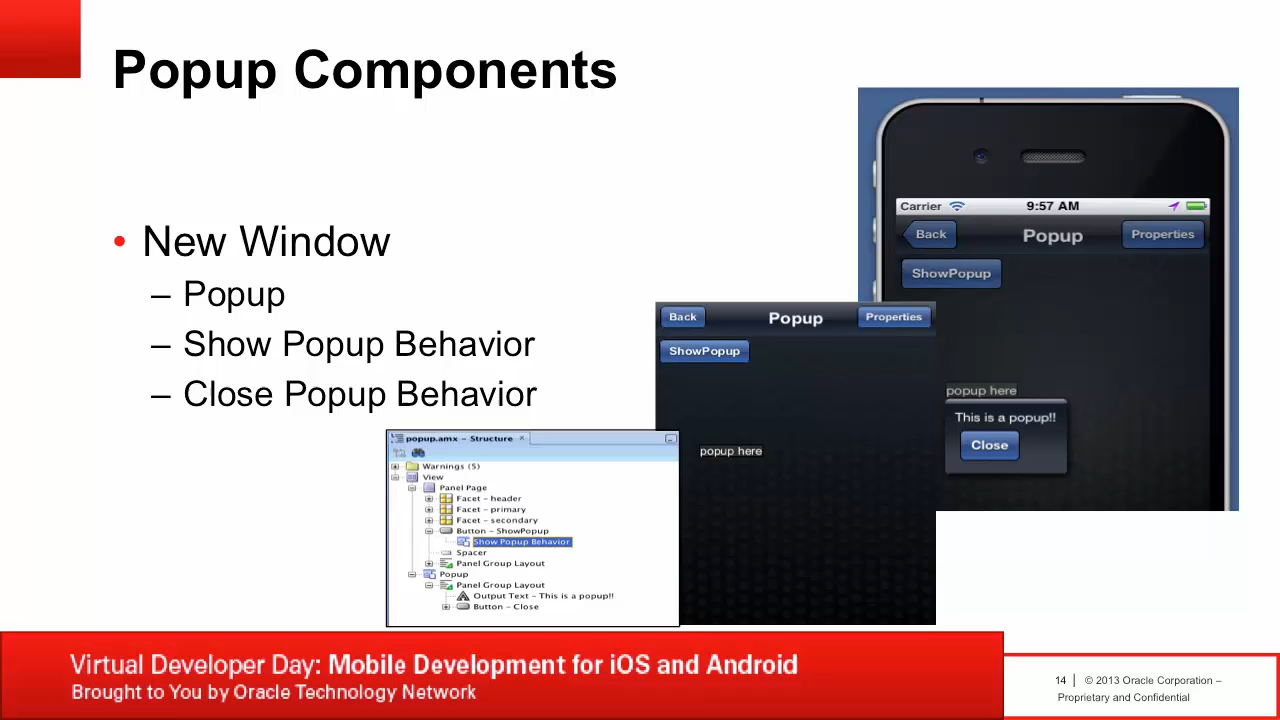 Popup Components
• New Window
– Popup
– Show Popup Behavior
– Close Popup Behavior
Carrier 9:57 AM
Back Popup Properties
ShowPopup
popup here
This is a popup!!
Close
Back Popup Properties
ShowPopup
popup here
popup.amx – Structure
Warnings (5)
View
Panel Page
Facet – header
Facet – primary
Facet – secondary
Button – ShowPopup
Show Popup Behavior
Spacer
Panel Group Layout
Popup
Panel Group Layout
Output Text – This is a popup!!
Button – Close
Virtual Developer Day: Mobile Development for iOS and Android
Brought to You by Oracle Technology Network
14 | © 2013 Oracle Corporation –
Proprietary and Confidential